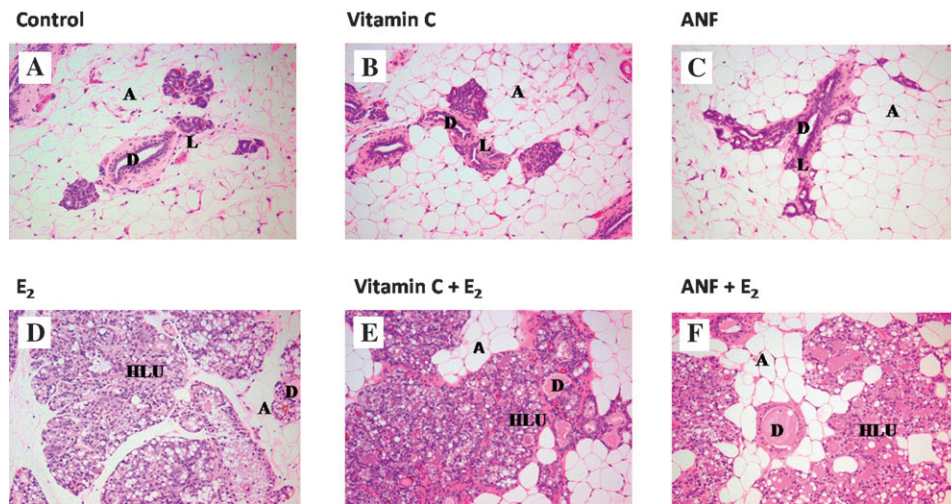 Control Vitamin C ANF
A B C
A A A
D D D
L L L
E₂ Vitamin C + E₂ ANF + E₂
D E F
HLU A A
A D D D
HLU HLU